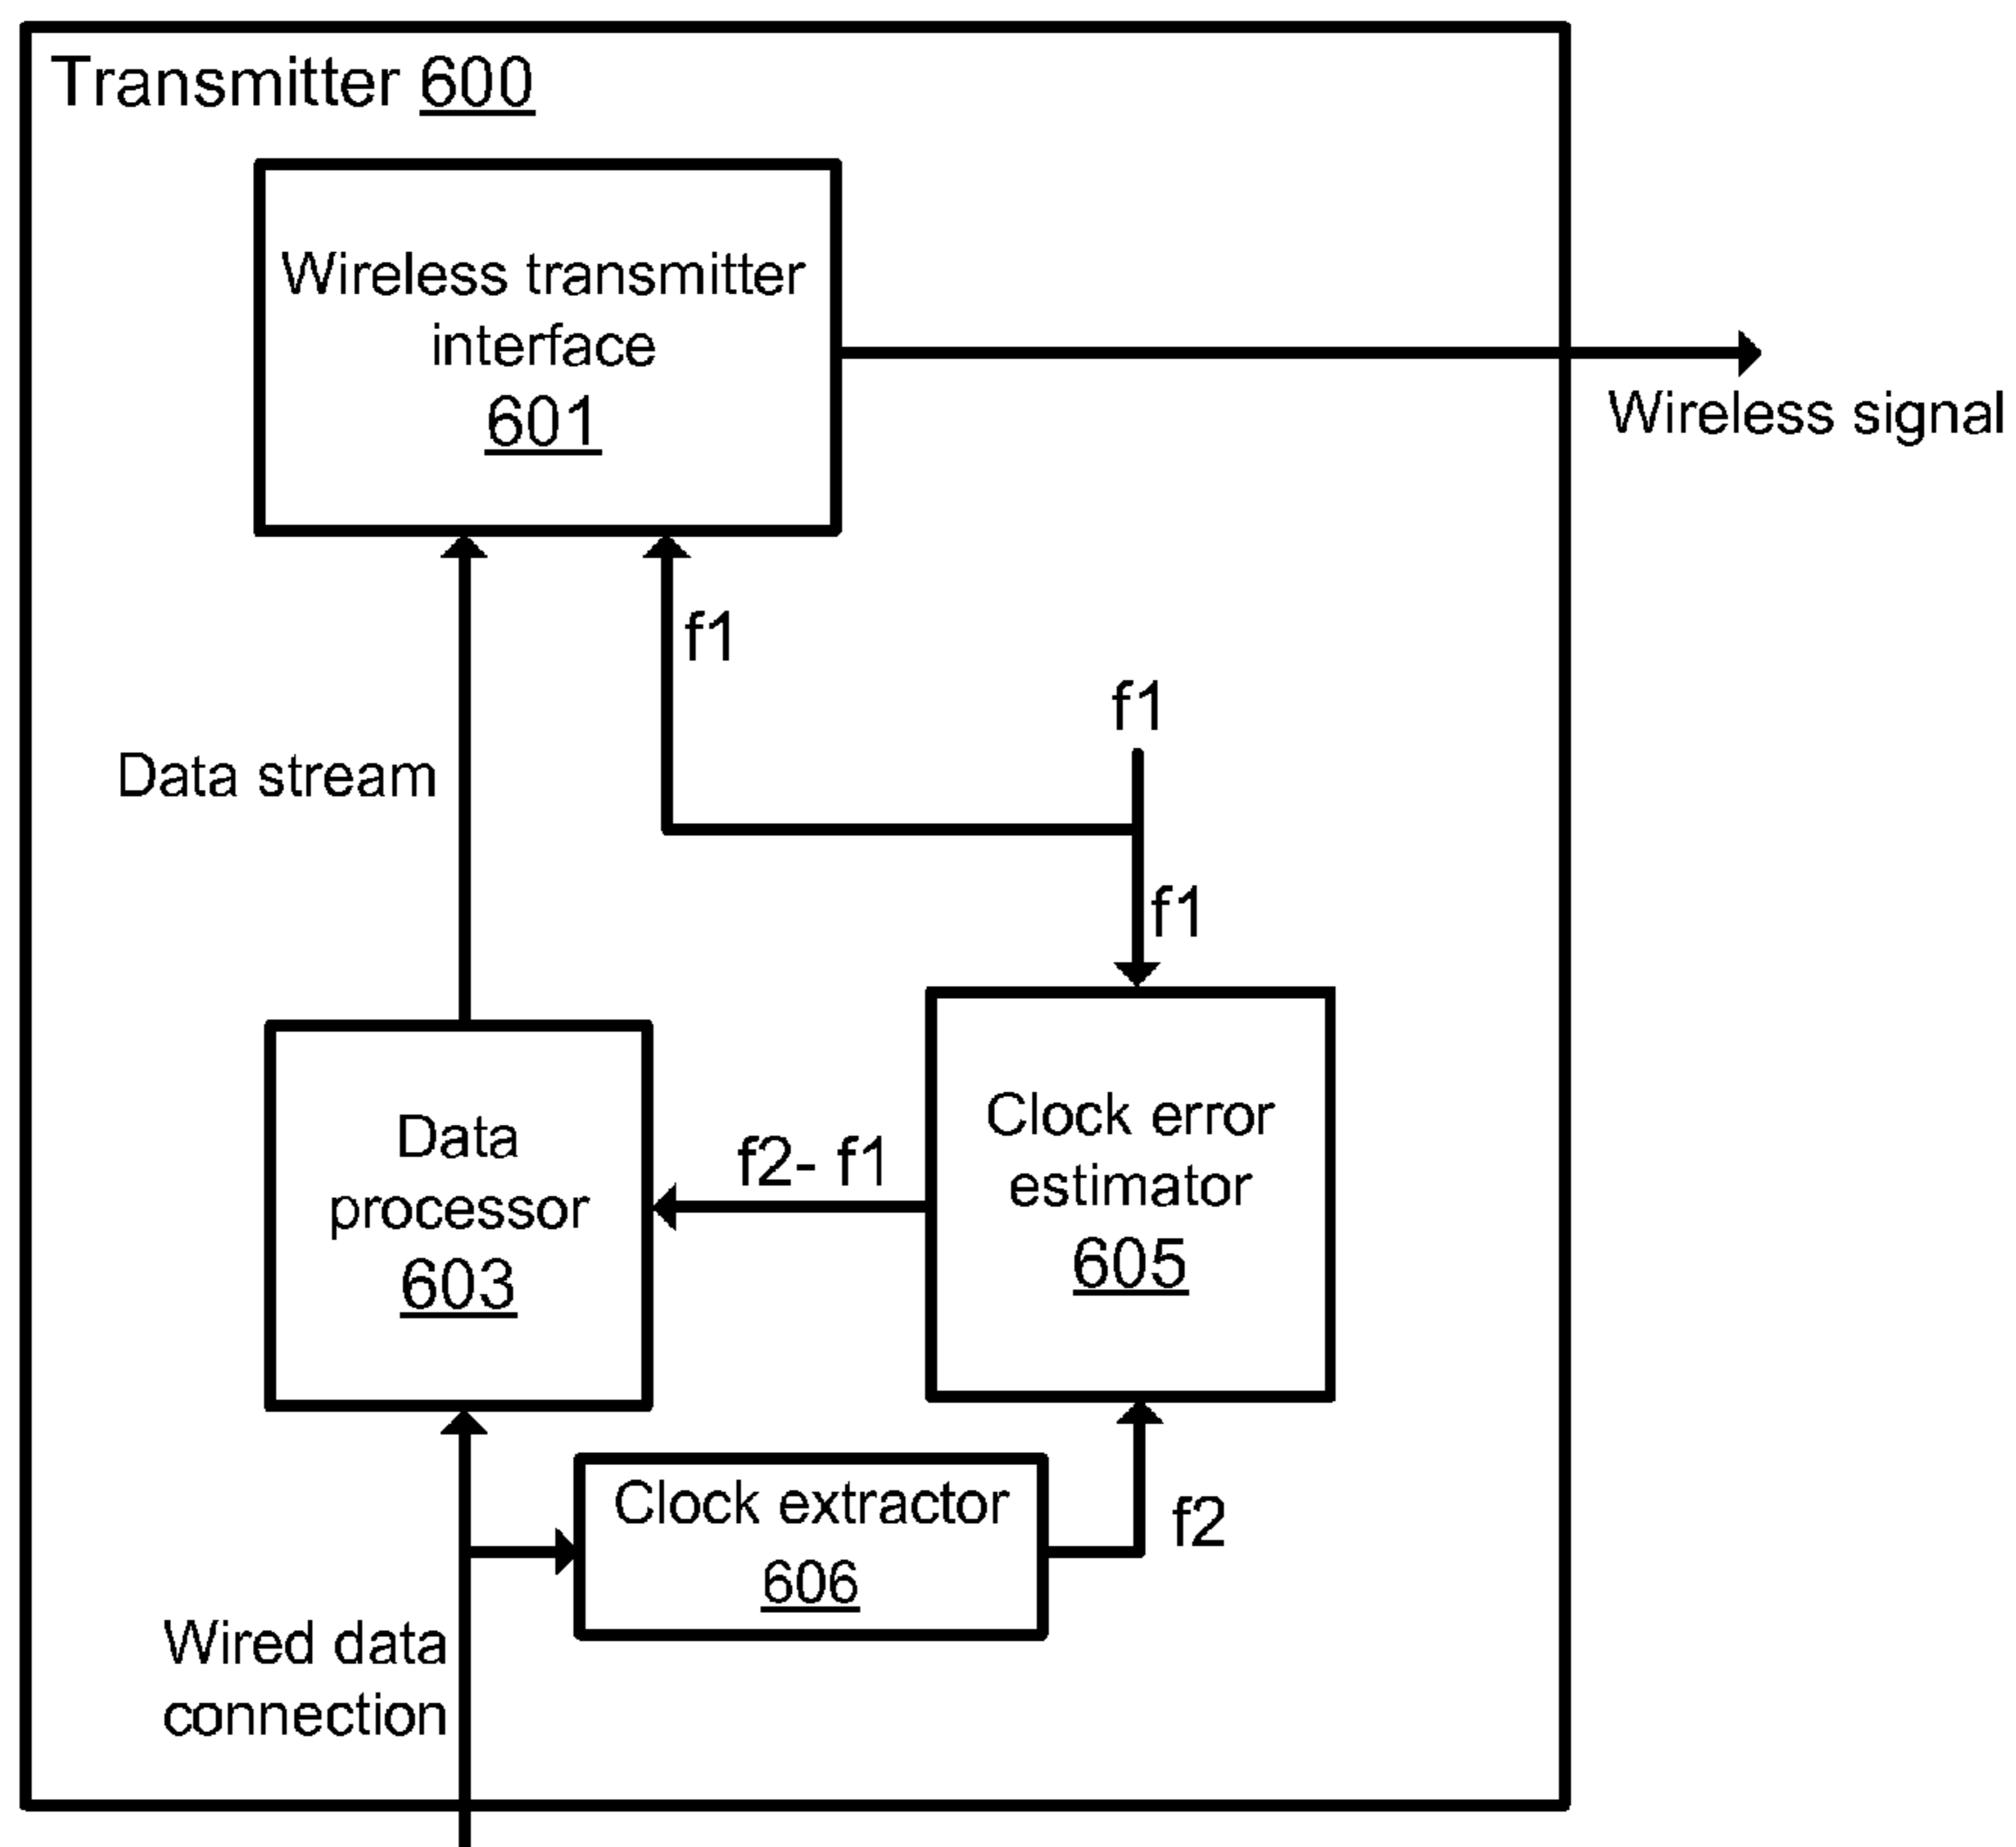 Transmitter 600
Wireless transmitter
interface
601
Wireless signal
f1
f1
Data stream
f1
Data
processor
603
f2- f1
Clock error
estimator
605
Clock extractor
606
f2
Wired data
connection